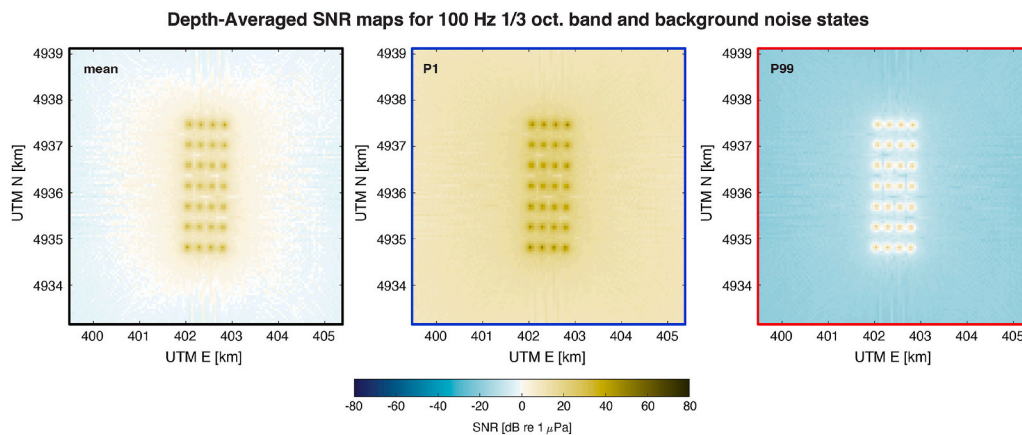 Depth-Averaged SNR maps for 100 Hz 1/3 oct. band and background noise states
mean
4939
4938
4937
4936
4935
4934
UTM N [km]
400 401 402 403 404 405
UTM E [km]
P1
4939
4938
4937
4936
4935
4934
UTM N [km]
400 401 402 403 404 405
UTM E [km]
P99
4939
4938
4937
4936
4935
4934
UTM N [km]
400 401 402 403 404 405
UTM E [km]
-80 -60 -40 -20 0 20 40 60 80
SNR [dB re 1 μPa]